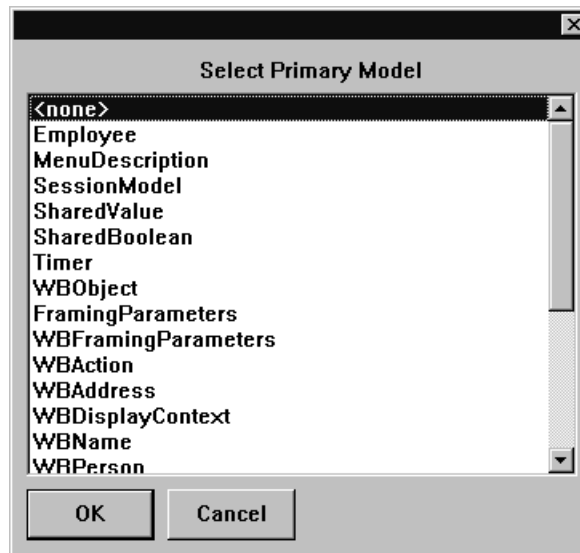 Select Primary Model
<none>
Employee
MenuDescription
SessionModel
SharedValue
SharedBoolean
Timer
WBObject
FramingParameters
WBFramingParameters
WBAction
WBAddress
WBDisplayContext
WBName
WBPerson
OK
Cancel